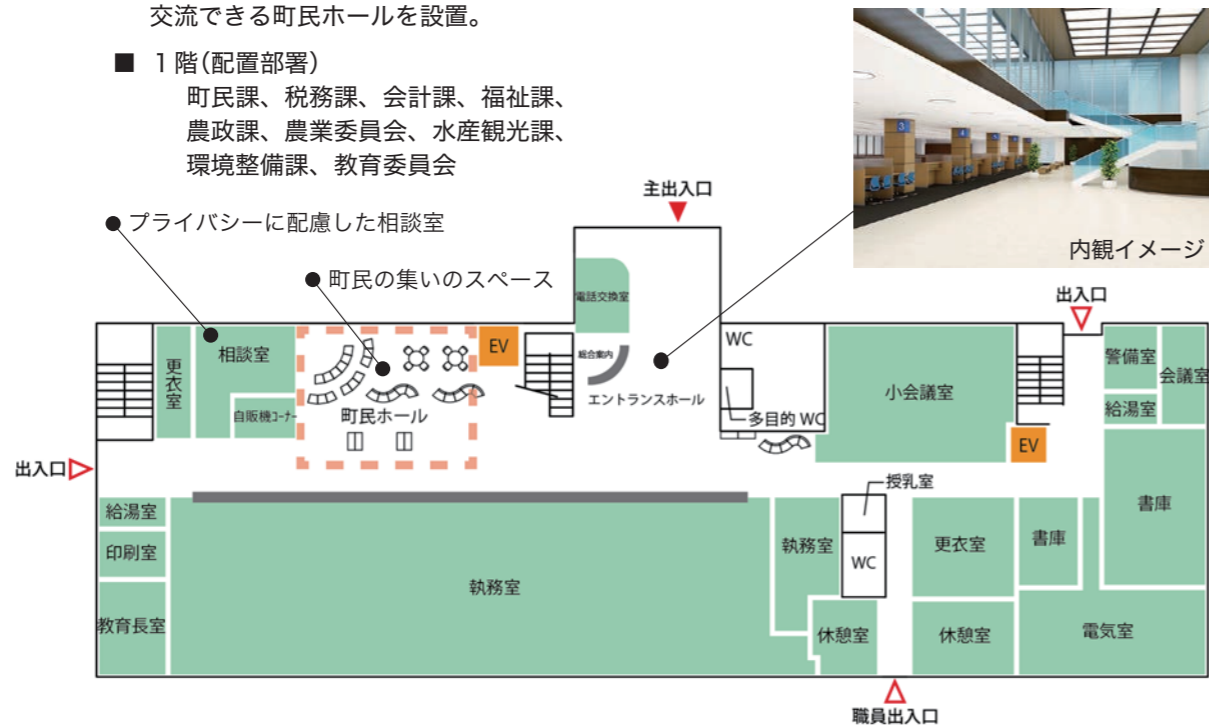 交流できる町民ホールを設置。
■ 1階(配置部署)
町民課、税務課、会計課、福祉課、
農政課、農業委員会、水産観光課、
環境整備課、教育委員会
主出入口
● プライバシーに配慮した相談室
● 町民の集いのスペース
内観イメージ
3
4
出入口
電話交換室
総合案内
エントランスホール
WC
多目的 WC
EV
相談室
更衣室
自販機コーナー
町民ホール
小会議室
警備室
会議室
給湯室
EV
出入口
授乳室
給湯室
印刷室
教育長室
執務室
執務室
WC
更衣室
書庫
書庫
休憩室
休憩室
電気室
職員出入口